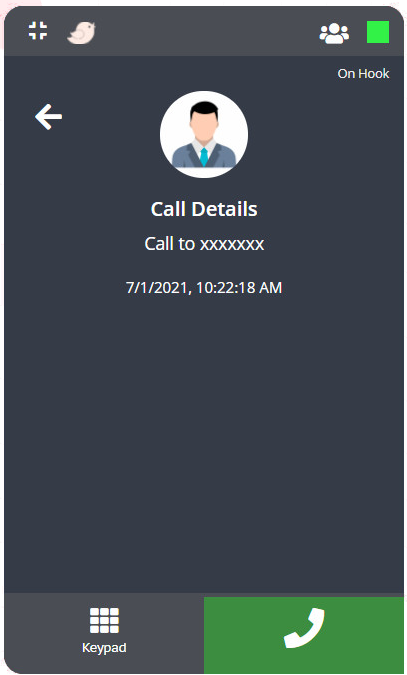 On Hook
Call Details
Call to xxxxxxx
7/1/2021, 10:22:18 AM
Keypad